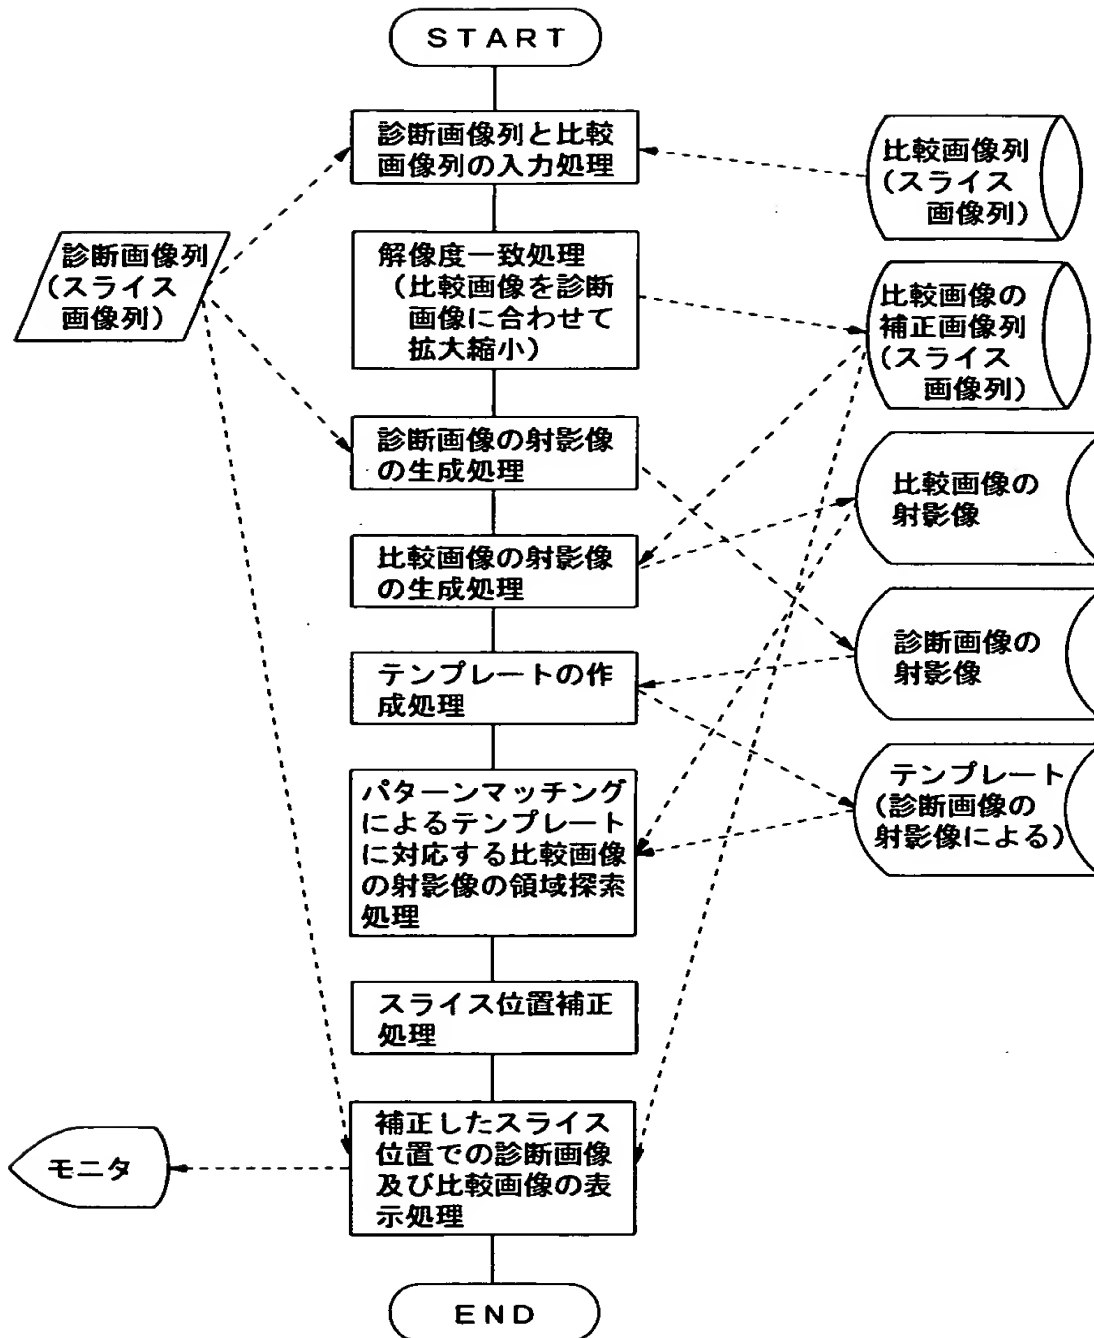 START
診断画像列と比較
画像列の入力処理
比較画像列
(スライス
画像列)
診断画像列
(スライス
画像列)
解像度一致処理
(比較画像を診断
画像に合わせて
拡大縮小)
比較画像の
補正画像列
(スライス
画像列)
診断画像の射影像
の生成処理
比較画像の
射影像
比較画像の射影像
の生成処理
診断画像の
射影像
テンプレートの作
成処理
テンプレート
(診断画像の
射影像による)
パターンマッチング
によるテンプレート
に対応する比較画像
の射影像の領域探索
処理
スライス位置補正
処理
補正したスライス
位置での診断画像
及び比較画像の表
示処理
モニタ
END